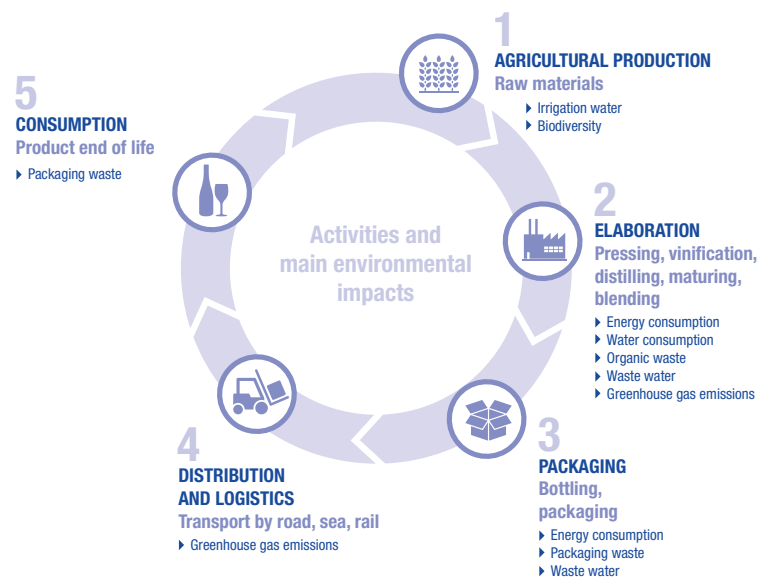 Activities and
main environmental
impacts
1
AGRICULTURAL PRODUCTION
Raw materials
Irrigation water
Biodiversity
2
ELABORATION
Pressing, vinification,
distilling, maturing,
blending
Energy consumption
Water consumption
Organic waste
Waste water
Greenhouse gas emissions
3
PACKAGING
Bottling,
packaging
Energy consumption
Packaging waste
Waste water
4
DISTRIBUTION
AND LOGISTICS
Transport by road, sea, rail
Greenhouse gas emissions
5
CONSUMPTION
Product end of life
Packaging waste